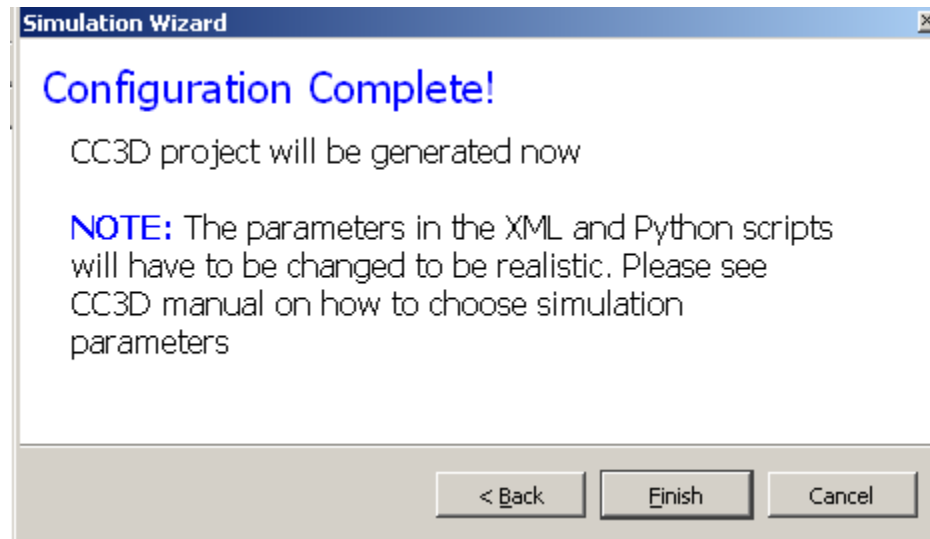 Simulation Wizard
Configuration Complete!
CC3D project will be generated now
NOTE: The parameters in the XML and Python scripts
will have to be changed to be realistic. Please see
CC3D manual on how to choose simulation
parameters
< Back
Finish
Cancel